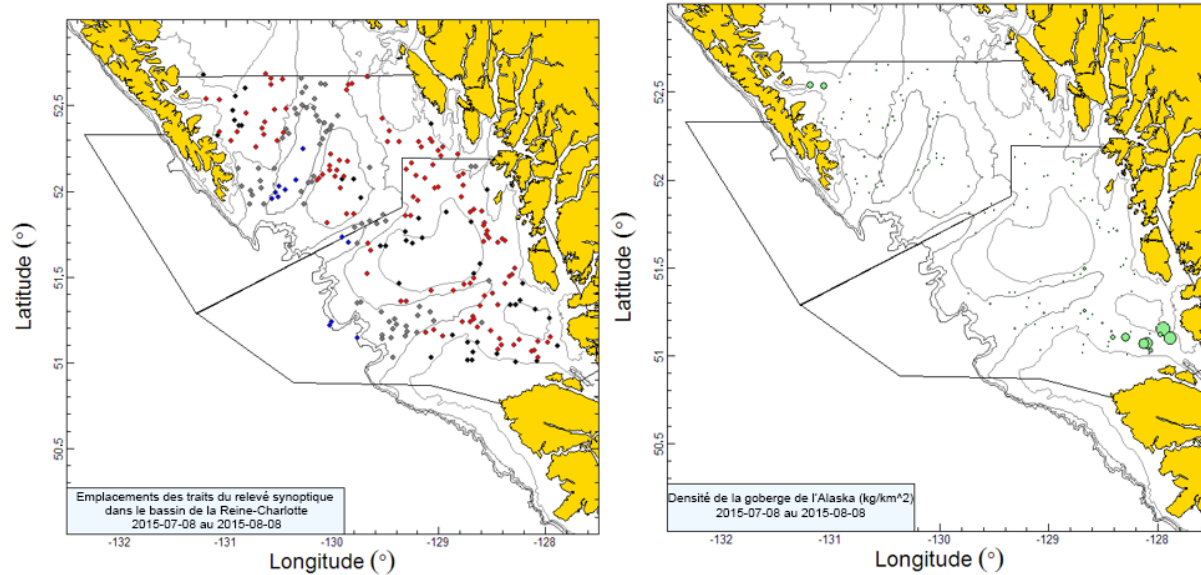 Latitude (°)
52,5
52
51,5
51
50,5
Emplacements des traits du relevé synoptique
dans le bassin de la Reine-Charlotte
2015-07-08 au 2015-08-08
-132
-131
-130
-129
-128
Longitude (°)
Latitude (°)
52,5
52
51,5
51
50,5
Densité de la goberge de l'Alaska (kg/km^2)
2015-07-08 au 2015-08-08
-132
-131
-130
-129
-128
Longitude (°)